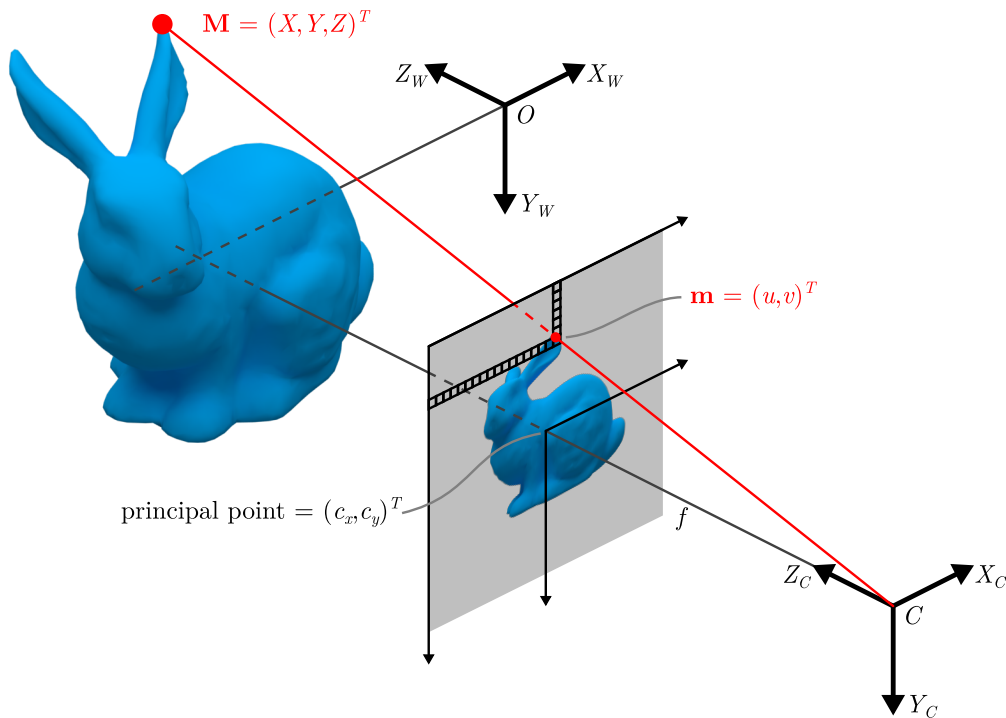 M = (X,Y,Z)^T
Z_W
X_W
O
Y_W
m = (u,v)^T
principal point = (c_x,c_y)^T
f
Z_C
X_C
C
Y_C